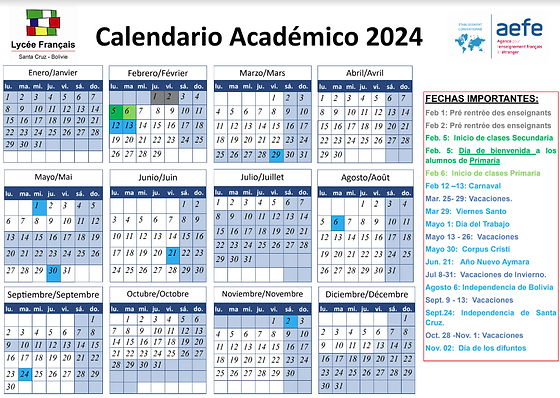 Lycée Français
Santa Cruz - Bolivie
Calendario Académico 2024
ÉTABLISSEMENT
aefe
Agence pour
l'enseignement français
à l'étranger
Enero/Janvier
lu. ma. mi. ju. vi. sá. do.
1 2 3 4 5 6 7
8 9 10 11 12 13 14
15 16 17 18 19 20 21
22 23 24 25 26 27 28
29 30 31
Febrero/Février
lu. ma. mi. ju. vi. sá. do.
1 2 3 4
5 6 7 8 9 10 11
12 13 14 15 16 17 18
19 20 21 22 23 24 25
26 27 28 29
Marzo/Mars
lu. ma. mi. ju. vi. sá. do.
1 2 3
4 5 6 7 8 9 10
11 12 13 14 15 16 17
18 19 20 21 22 23 24
25 26 27 28 29 30 31
Abril/Avril
lu. ma. mi. ju. vi. sá. do.
1 2 3 4 5 6 7
8 9 10 11 12 13 14
15 16 17 18 19 20 21
22 23 24 25 26 27 28
29 30
Mayo/Mai
lu. ma. mi. ju. vi. sá. do.
1 2 3 4 5
6 7 8 9 10 11 12
13 14 15 16 17 18 19
20 21 22 23 24 25 26
27 28 29 30 31
Junio/Juin
lu. ma. mi. ju. vi. sá. do.
1 2
3 4 5 6 7 8 9
10 11 12 13 14 15 16
17 18 19 20 21 22 23
24 25 26 27 28 29 30
Julio/Juillet
lu. ma. mi. ju. vi. sá. do.
1 2 3 4 5 6 7
8 9 10 11 12 13 14
15 16 17 18 19 20 21
22 23 24 25 26 27 28
29 30 31
Agosto/Août
lu. ma. mi. ju. vi. sá. do.
1 2 3 4
5 6 7 8 9 10 11
12 13 14 15 16 17 18
19 20 21 22 23 24 25
26 27 28 29 30 31
Septiembre/Septembre
lu. ma. mi. ju. vi. sá. do.
1
2 3 4 5 6 7 8
9 10 11 12 13 14 15
16 17 18 19 20 21 22
23 24 25 26 27 28 29
30
Octubre/Octobre
lu. ma. mi. ju. vi. sá. do.
1 2 3 4 5 6
7 8 9 10 11 12 13
14 15 16 17 18 19 20
21 22 23 24 25 26 27
28 29 30 31
Noviembre/Novembre
lu. ma. mi. ju. vi. sá. do.
1 2 3
4 5 6 7 8 9 10
11 12 13 14 15 16 17
18 19 20 21 22 23 24
25 26 27 28 29 30
Diciembre/Décembre
lu. ma. mi. ju. vi. sá. do.
1
2 3 4 5 6 7 8
9 10 11 12 13 14 15
16 17 18 19 20 21 22
23 24 25 26 27 28 29
30 31
FECHAS IMPORTANTES:
Feb 1: Pré rentrée des enseignants
Feb 2: Pré rentrée des enseignants
Feb. 5: Inicio de clases Secundaria
Feb. 5: Dia de bienvenida a los
alumnos de Primaria
Feb 6: Inicio de clases Primaria
Feb 12 –13: Carnaval
Mar. 25- 29: Vacaciones.
Mar 29: Viernes Santo
Mayo 1: Día del Trabajo
Mayo 13 - 26: Vacaciones
Mayo 30: Corpus Cristi
Jun. 21: Año Nuevo Aymara
Jul 8-31: Vacaciones de Invierno.
Agosto 6: Independencia de Bolivia
Sept. 9 - 13: Vacaciones
Sept.24: Independencia de Santa
Cruz.
Oct. 28 -Nov. 1: Vacaciones
Nov. 02: Día de los difuntos